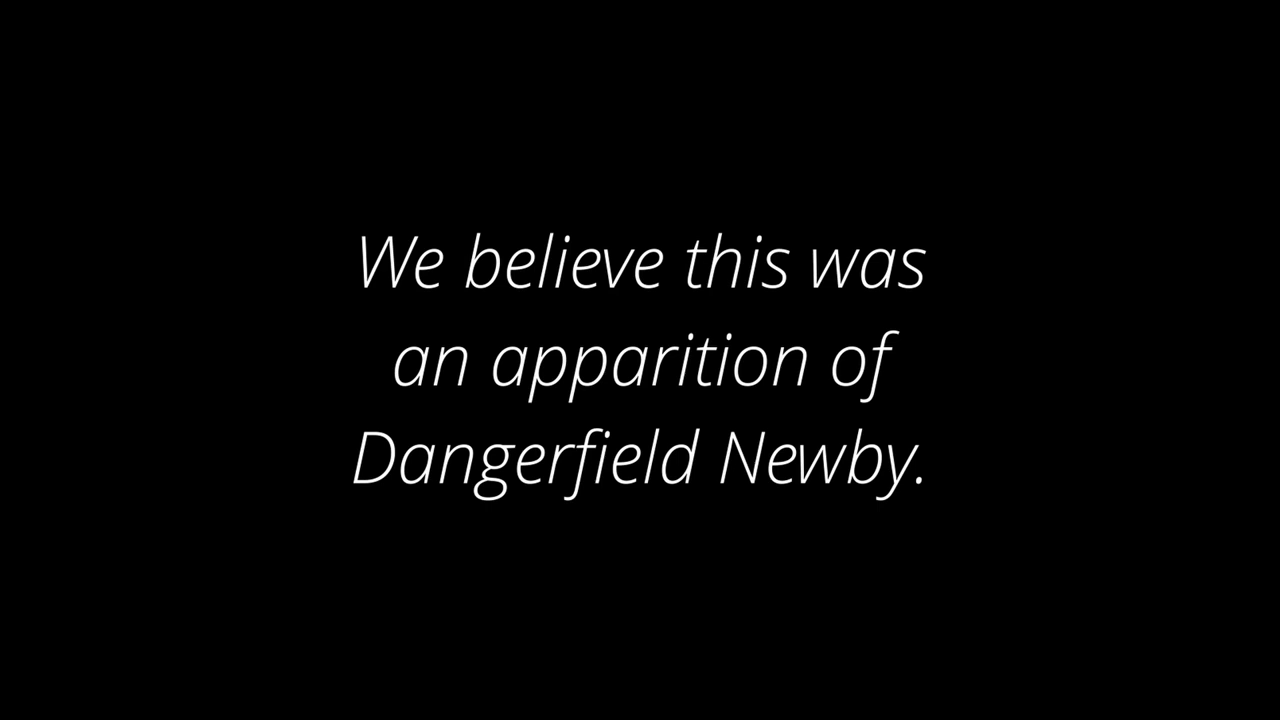 We believe this was
an apparition of
Dangerfield Newby.